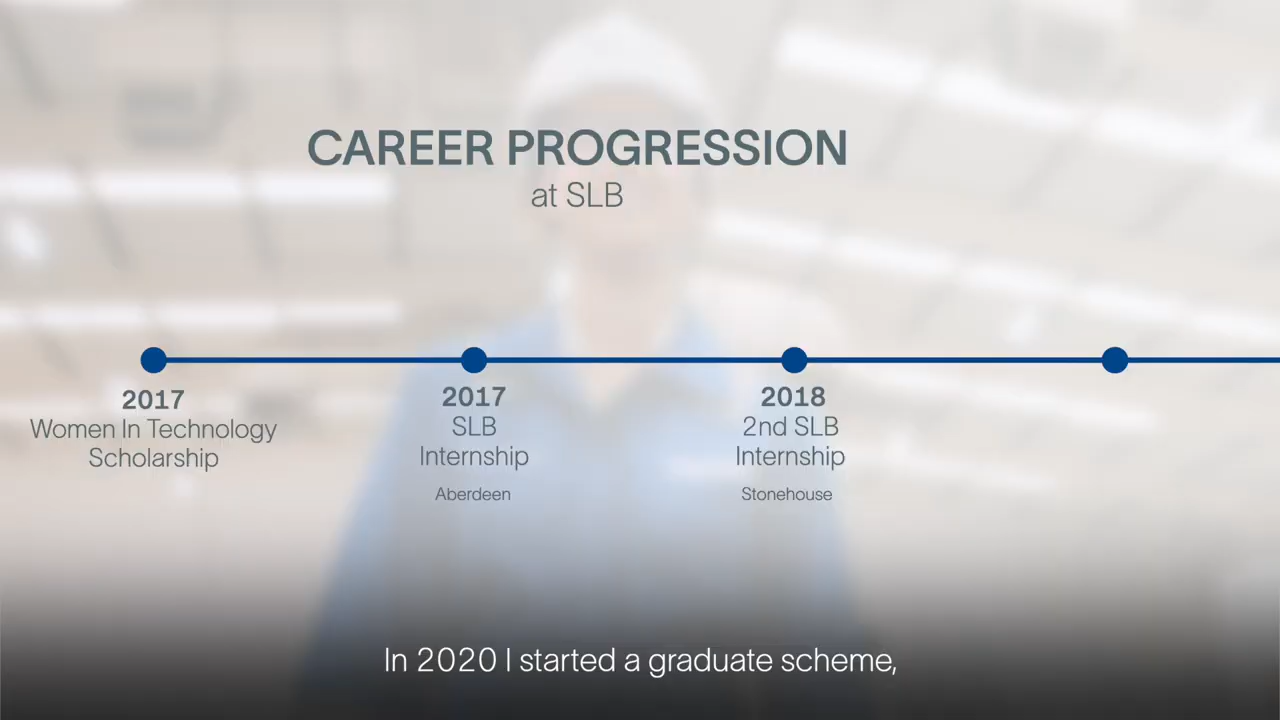 CAREER PROGRESSION
at SLB
2017
Women In Technology
Scholarship
2017
SLB
Internship
Aberdeen
2018
2nd SLB
Internship
Stonehouse
In 2020 I started a graduate scheme,